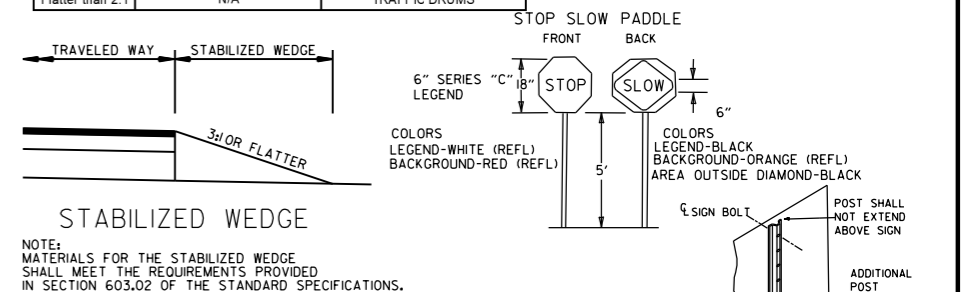 Flatter than 2:1 N/A TRAFFIC DRUMS
STOP SLOW PADDLE
FRONT BACK
TRAVELED WAY STABILIZED WEDGE
6" SERIES "C"
LEGEND
18"
STOP
SLOW
6"
3:1 OR FLATTER
COLORS
LEGEND-WHITE (REFL)
BACKGROUND-RED (REFL)
5'
COLORS
LEGEND-BLACK
BACKGROUND-ORANGE (REFL)
AREA OUTSIDE DIAMOND-BLACK
STABILIZED WEDGE
NOTE:
MATERIALS FOR THE STABILIZED WEDGE
SHALL MEET THE REQUIREMENTS PROVIDED
IN SECTION 603.02 OF THE STANDARD SPECIFICATIONS.
℄ SIGN BOLT
POST SHALL
NOT EXTEND
ABOVE SIGN
ADDITIONAL
POST